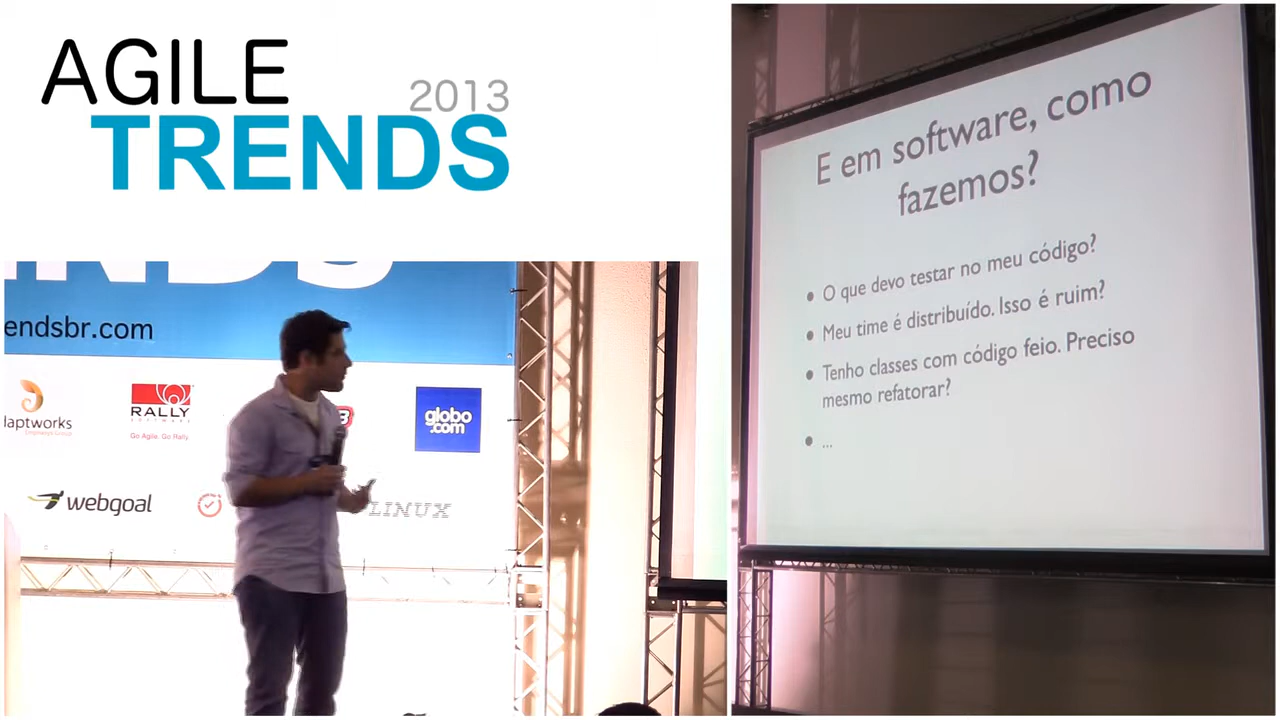 AGILE
2013
TRENDS
endsbr.com
laptworks
RALLY
SOFTWARE
Go Agile. Go Rally.
globo
.com
webgoal
LINUX
E em software, como
fazemos?
• O que devo testar no meu código?
• Meu time é distribuído. Isso é ruim?
• Tenho classes com código feio. Preciso
mesmo refatorar?
• ...